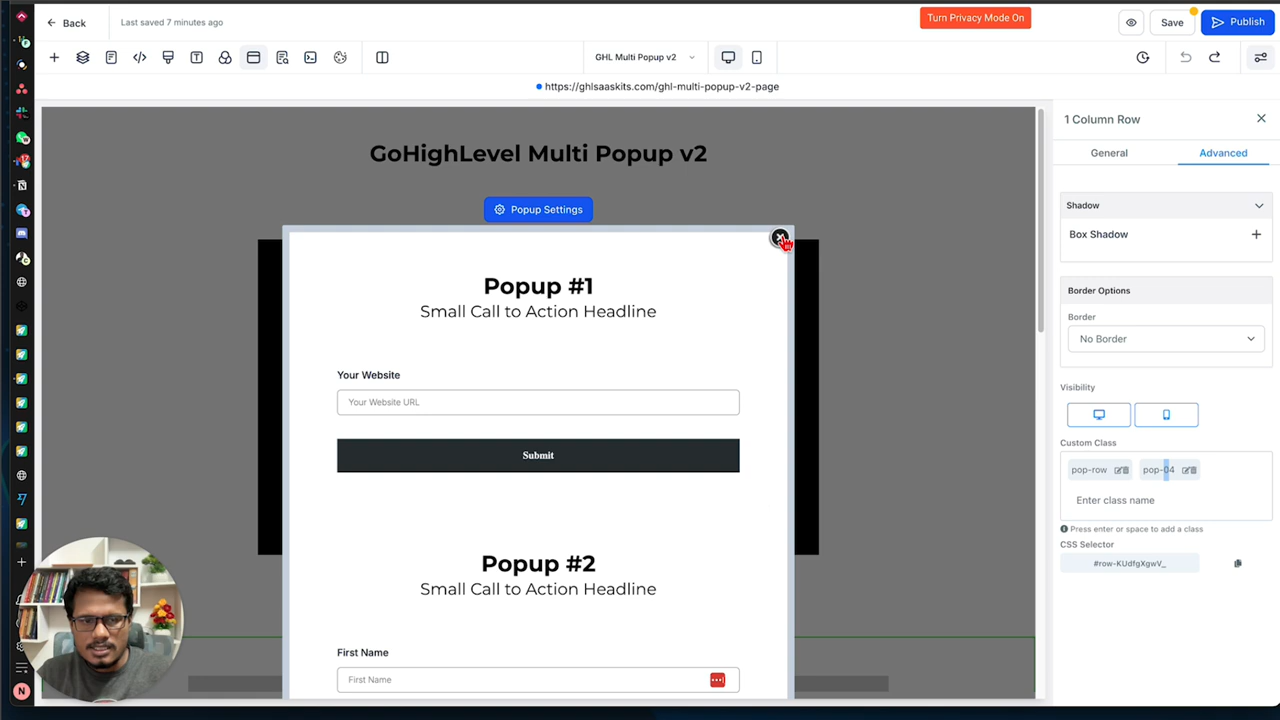 Back
Last saved 7 minutes ago
Turn Privacy Mode On
Save
Publish
GHL Multi Popup v2
https://ghlsaaskits.com/ghl-multi-popup-v2-page
GoHighLevel Multi Popup v2
Popup Settings
Popup #1
Small Call to Action Headline
Your Website
Your Website URL
Submit
Popup #2
Small Call to Action Headline
First Name
First Name
1 Column Row
General
Advanced
Shadow
Box Shadow
Border Options
Border
No Border
Visibility
Custom Class
pop-row
pop-04
Enter class name
Press enter or space to add a class
CSS Selector
#row-KUdfgXgwV_
N